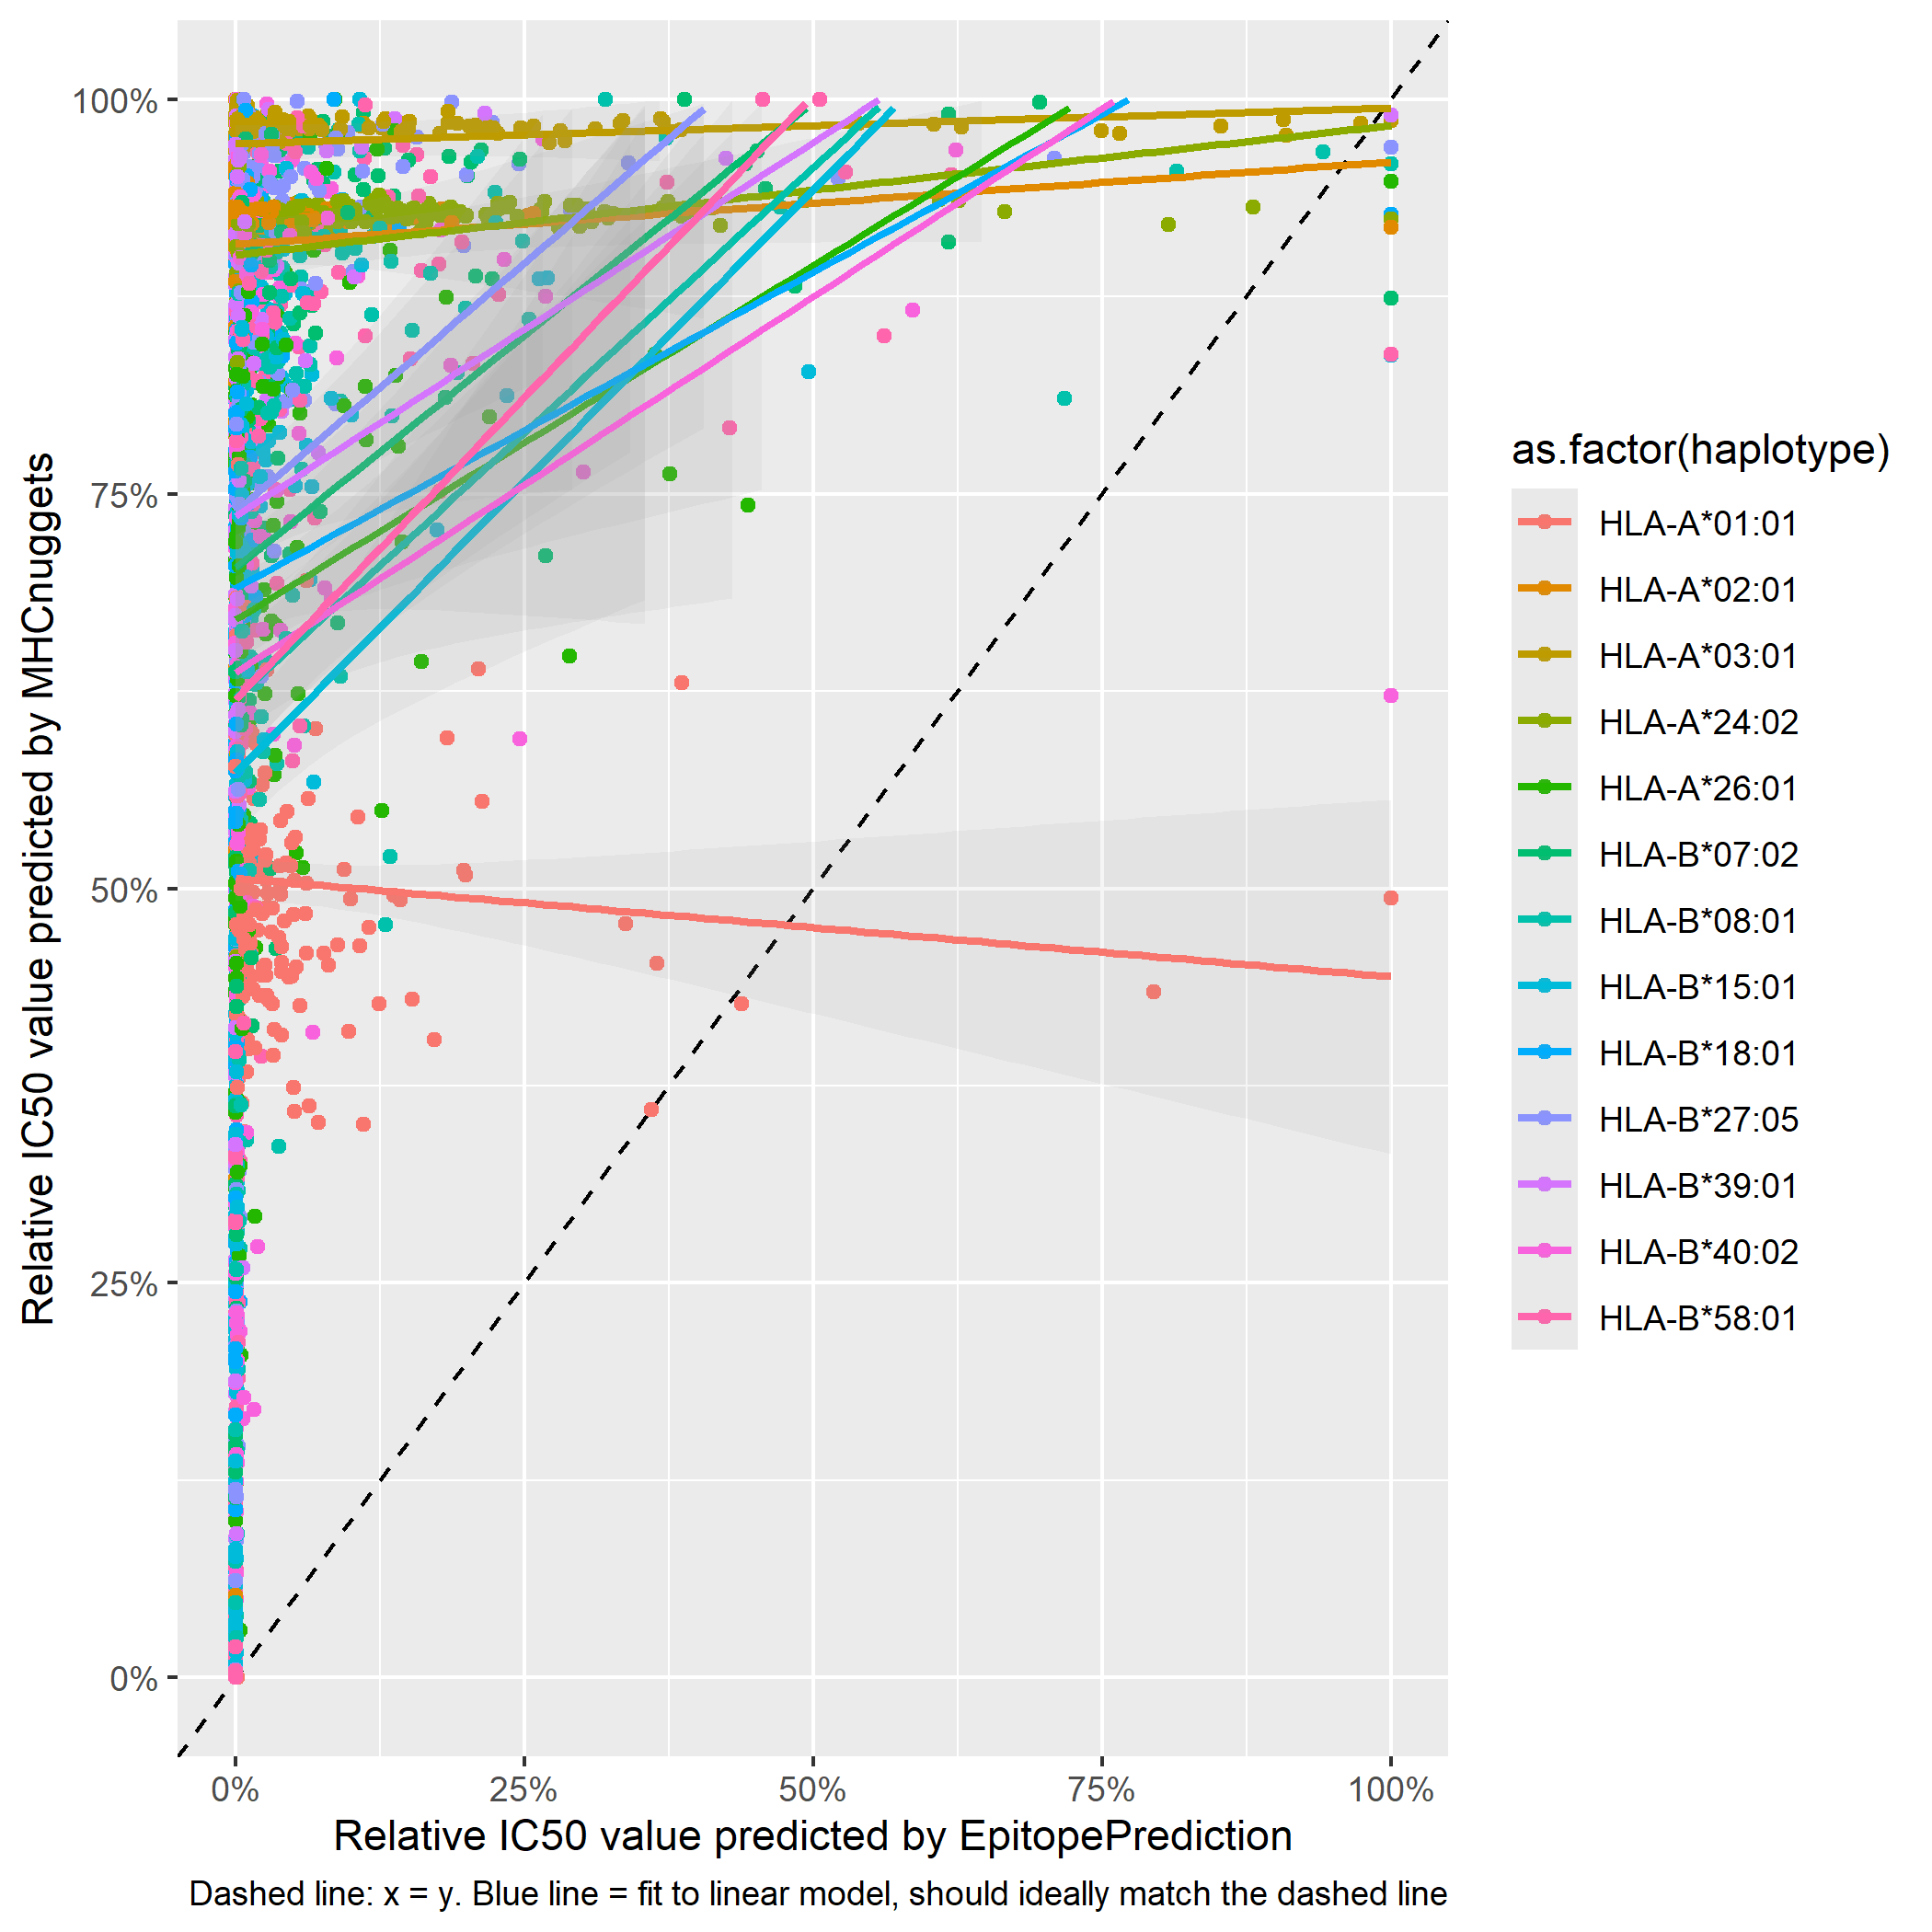 Relative IC50 value predicted by MHCnuggets
100%
75%
50%
25%
0%
0%
25%
50%
75%
100%
Relative IC50 value predicted by EpitopePrediction
Dashed line: x = y. Blue line = fit to linear model, should ideally match the dashed line
as.factor(haplotype)
HLA-A*01:01
HLA-A*02:01
HLA-A*03:01
HLA-A*24:02
HLA-A*26:01
HLA-B*07:02
HLA-B*08:01
HLA-B*15:01
HLA-B*18:01
HLA-B*27:05
HLA-B*39:01
HLA-B*40:02
HLA-B*58:01